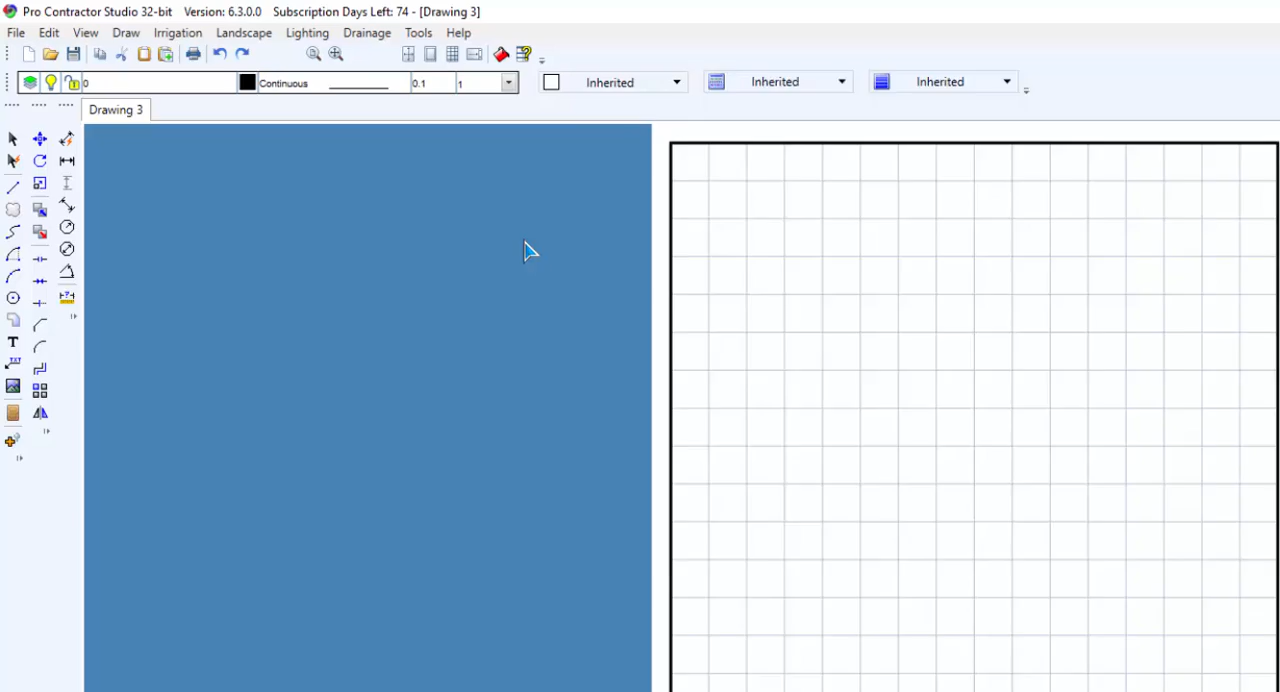 Pro Contractor Studio 32-bit Version: 6.3.0.0 Subscription Days Left: 74 - [Drawing 3]
File Edit View Draw Irrigation Landscape Lighting Drainage Tools Help
0 Continuous 0.1 1 Inherited Inherited Inherited
Drawing 3
T
TXT